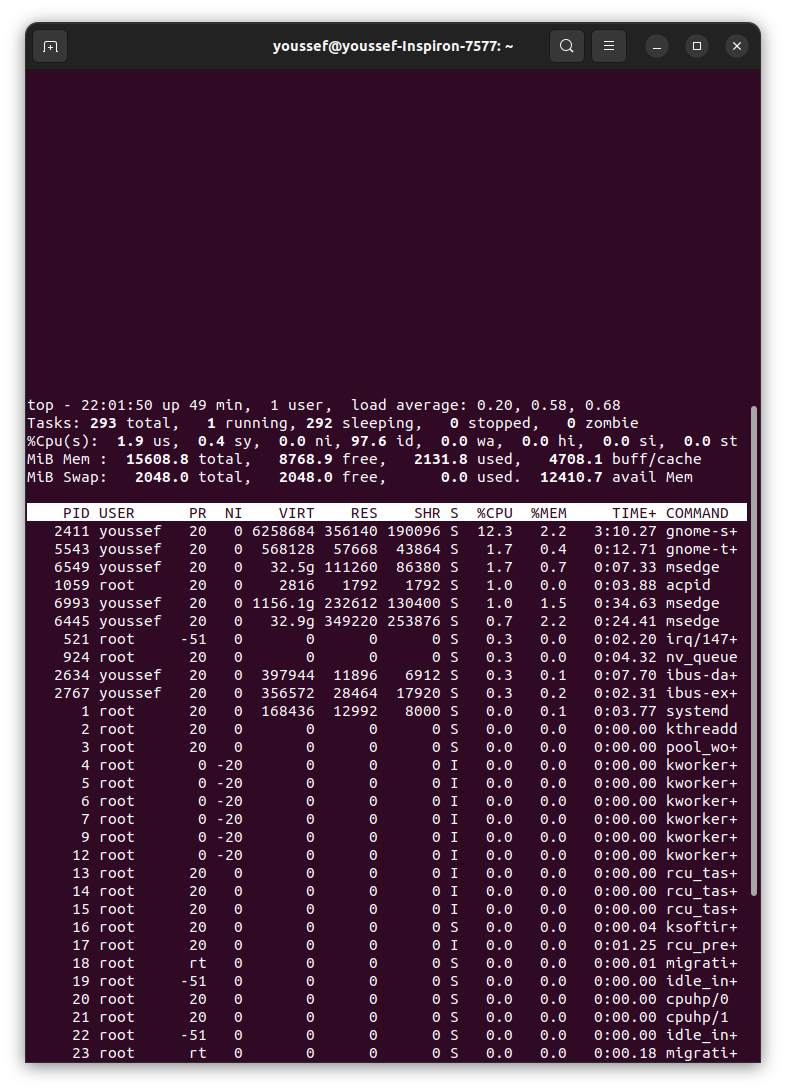 youssef@youssef-Inspiron-7577: ~
top - 22:01:50 up 49 min,  1 user,  load average: 0.20, 0.58, 0.68
Tasks: 293 total,   1 running, 292 sleeping,   0 stopped,   0 zombie
%Cpu(s):  1.9 us,  0.4 sy,  0.0 ni, 97.6 id,  0.0 wa,  0.0 hi,  0.0 si,  0.0 st
MiB Mem :  15608.8 total,   8768.9 free,   2131.8 used,   4708.1 buff/cache
MiB Swap:   2048.0 total,   2048.0 free,      0.0 used.  12410.7 avail Mem
PID USER      PR  NI    VIRT    RES    SHR S  %CPU  %MEM     TIME+ COMMAND
2411 youssef   20   0 6258684 356140 190096 S  12.3   2.2   3:10.27 gnome-s+
5543 youssef   20   0  568128  57668  43864 S   1.7   0.4   0:12.71 gnome-t+
6549 youssef   20   0   32.5g 111260  86380 S   1.7   0.7   0:07.33 msedge
1059 root      20   0    2816   1792   1792 S   1.0   0.0   0:03.88 acpid
6993 youssef   20   0 1156.1g 232612 130400 S   1.0   1.5   0:34.63 msedge
6445 youssef   20   0   32.9g 349220 253876 S   0.7   2.2   0:24.41 msedge
521 root     -51   0       0      0      0 S   0.3   0.0   0:02.20 irq/147+
924 root      20   0       0      0      0 S   0.3   0.0   0:04.32 nv_queue
2634 youssef   20   0  397944  11896   6912 S   0.3   0.1   0:07.70 ibus-da+
2767 youssef   20   0  356572  28464  17920 S   0.3   0.2   0:02.31 ibus-ex+
1 root      20   0  168436  12992   8000 S   0.0   0.1   0:03.77 systemd
2 root      20   0       0      0      0 S   0.0   0.0   0:00.00 kthreadd
3 root      20   0       0      0      0 S   0.0   0.0   0:00.00 pool_wo+
4 root       0 -20       0      0      0 I   0.0   0.0   0:00.00 kworker+
5 root       0 -20       0      0      0 I   0.0   0.0   0:00.00 kworker+
6 root       0 -20       0      0      0 I   0.0   0.0   0:00.00 kworker+
7 root       0 -20       0      0      0 I   0.0   0.0   0:00.00 kworker+
9 root       0 -20       0      0      0 I   0.0   0.0   0:00.00 kworker+
12 root       0 -20       0      0      0 I   0.0   0.0   0:00.00 kworker+
13 root      20   0       0      0      0 I   0.0   0.0   0:00.00 rcu_tas+
14 root      20   0       0      0      0 I   0.0   0.0   0:00.00 rcu_tas+
15 root      20   0       0      0      0 I   0.0   0.0   0:00.00 rcu_tas+
16 root      20   0       0      0      0 S   0.0   0.0   0:00.04 ksoftir+
17 root      20   0       0      0      0 I   0.0   0.0   0:01.25 rcu_pre+
18 root      rt   0       0      0      0 S   0.0   0.0   0:00.01 migrati+
19 root     -51   0       0      0      0 S   0.0   0.0   0:00.00 idle_in+
20 root      20   0       0      0      0 S   0.0   0.0   0:00.00 cpuhp/0
21 root      20   0       0      0      0 S   0.0   0.0   0:00.00 cpuhp/1
22 root     -51   0       0      0      0 S   0.0   0.0   0:00.00 idle_in+
23 root      rt   0       0      0      0 S   0.0   0.0   0:00.18 migrati+